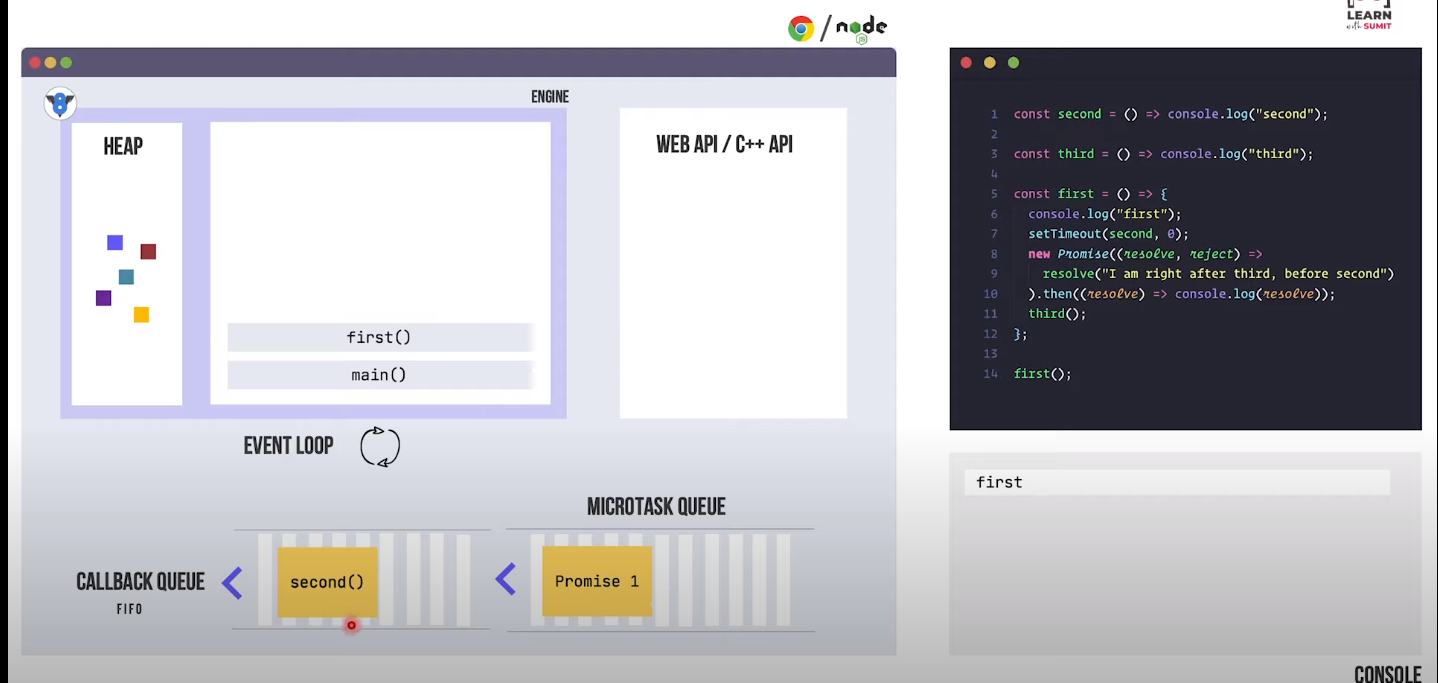 node
JS
LEARN
with SUMIT
ENGINE
HEAP
WEB API / C++ API
first()
main()
EVENT LOOP
MICROTASK QUEUE
CALLBACK QUEUE
FIFO
second()
Promise 1
1 const second = () => console.log("second");
2
3 const third = () => console.log("third");
4
5 const first = () => {
6 console.log("first");
7 setTimeout(second, 0);
8 new Promise((resolve, reject) =>
9 resolve("I am right after third, before second")
10 ).then((resolve) => console.log(resolve));
11 third();
12 };
13
14 first();
first
CONSOLE